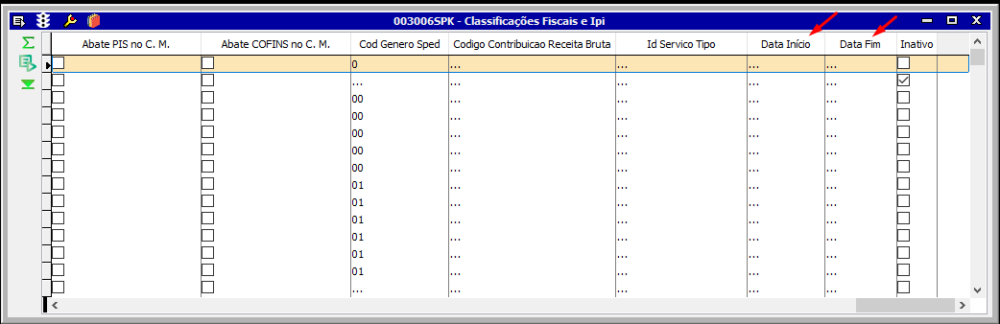 003006SPK - Classificações Fiscais e Ipi
Abate PIS no C. M. Abate COFINS no C. M. Cod Genero Sped Codigo Contribuicao Receita Bruta Id Servico Tipo Data Início Data Fim Inativo
0 ... ... ... ...
... ... ... ... ...
00 ... ... ... ...
00 ... ... ... ...
00 ... ... ... ...
00 ... ... ... ...
00 ... ... ... ...
01 ... ... ... ...
01 ... ... ... ...
01 ... ... ... ...
01 ... ... ... ...
01 ... ... ... ...
01 ... ... ... ...
... ... ... ... ...